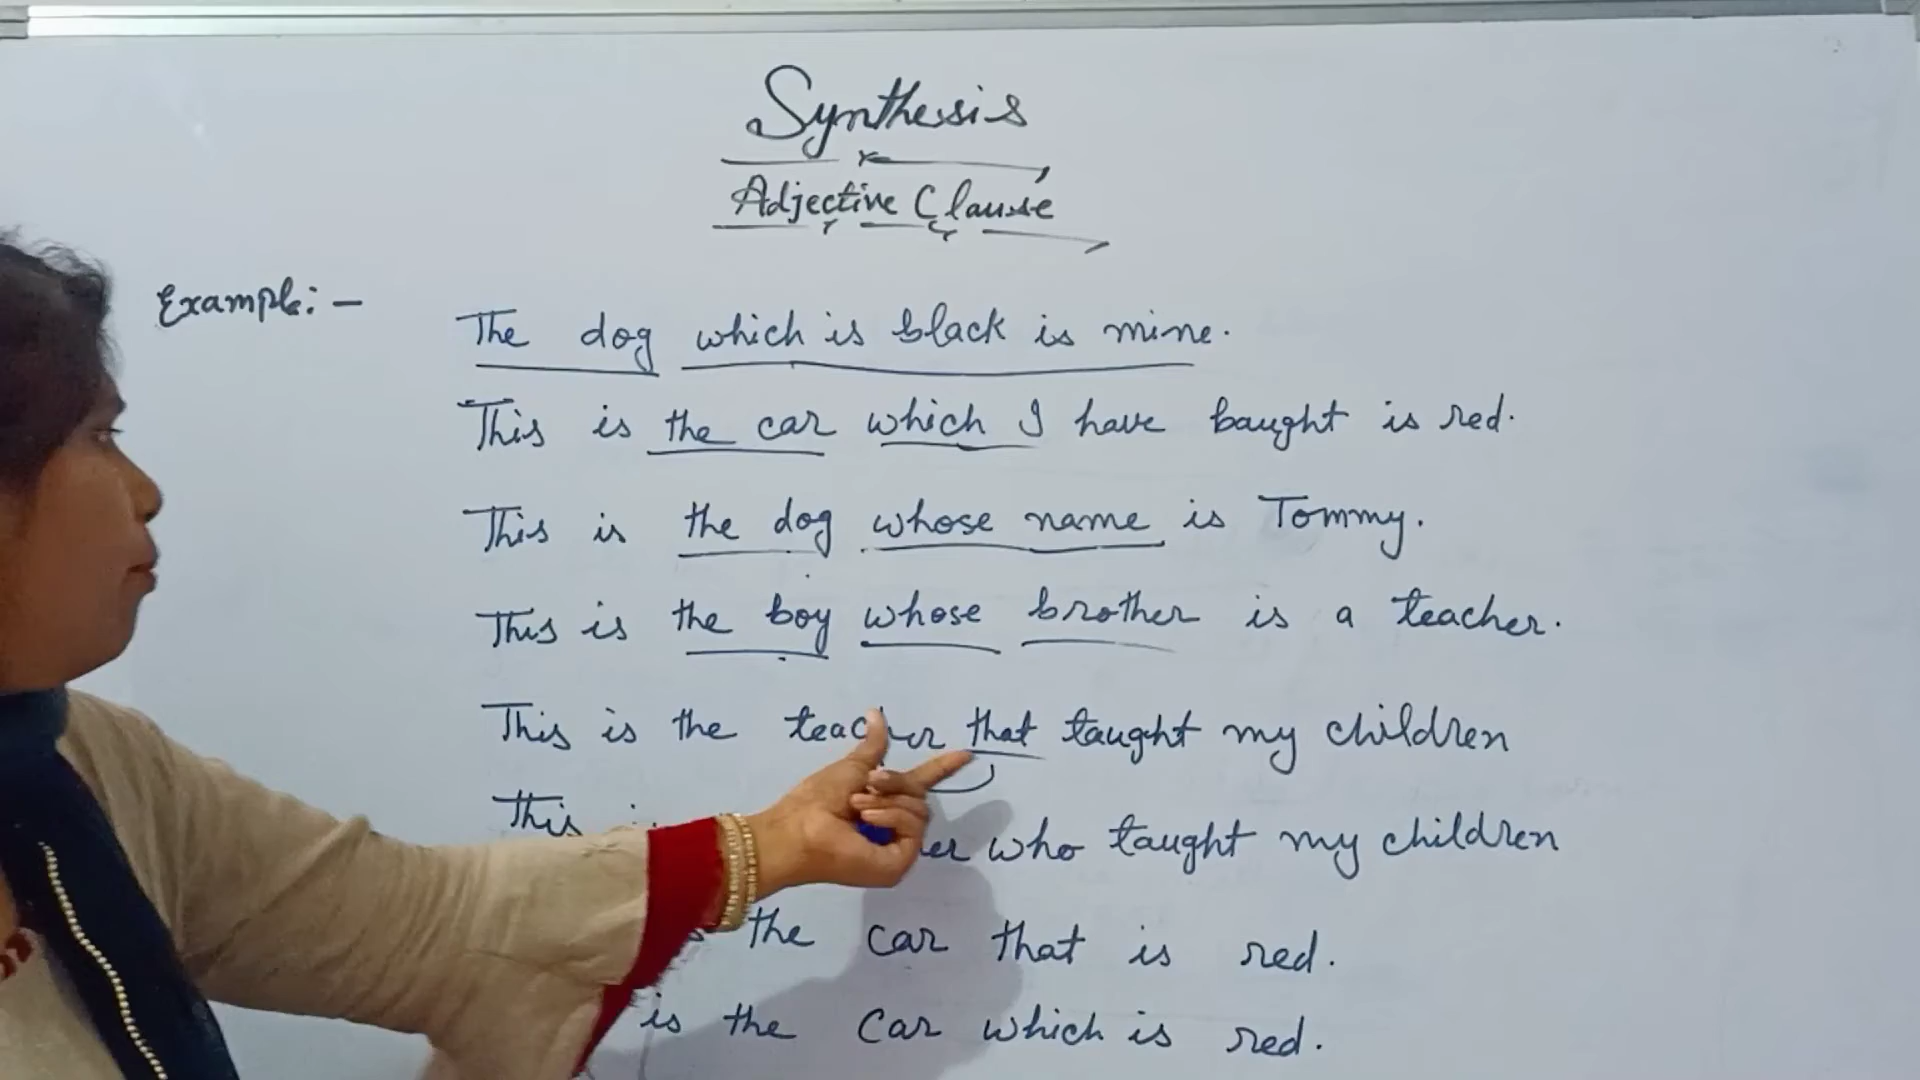 Synthesis
Adjective Clause
Example:-
The dog which is black is mine.
This is the car which I have baught is red.
This is the dog whose name is Tommy.
This is the boy whose brother is a teacher.
This is the teacher that taught my children
This who taught my children
the car that is red.
is the car which is red.